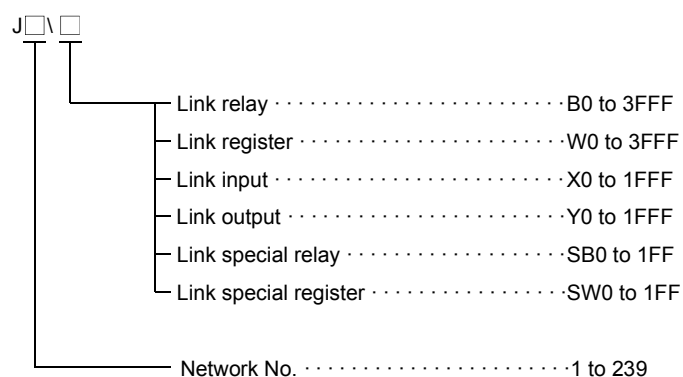 J□\□
Link relay · · · · · · · · · · · · · · · · · · · · · · · · · · B0 to 3FFF
Link register · · · · · · · · · · · · · · · · · · · · · · · · W0 to 3FFF
Link input · · · · · · · · · · · · · · · · · · · · · · · · · · X0 to 1FFF
Link output · · · · · · · · · · · · · · · · · · · · · · · · · Y0 to 1FFF
Link special relay · · · · · · · · · · · · · · · · · · · · SB0 to 1FF
Link special register · · · · · · · · · · · · · · · · · SW0 to 1FF
Network No. · · · · · · · · · · · · · · · · · · · · · · · · 1 to 239